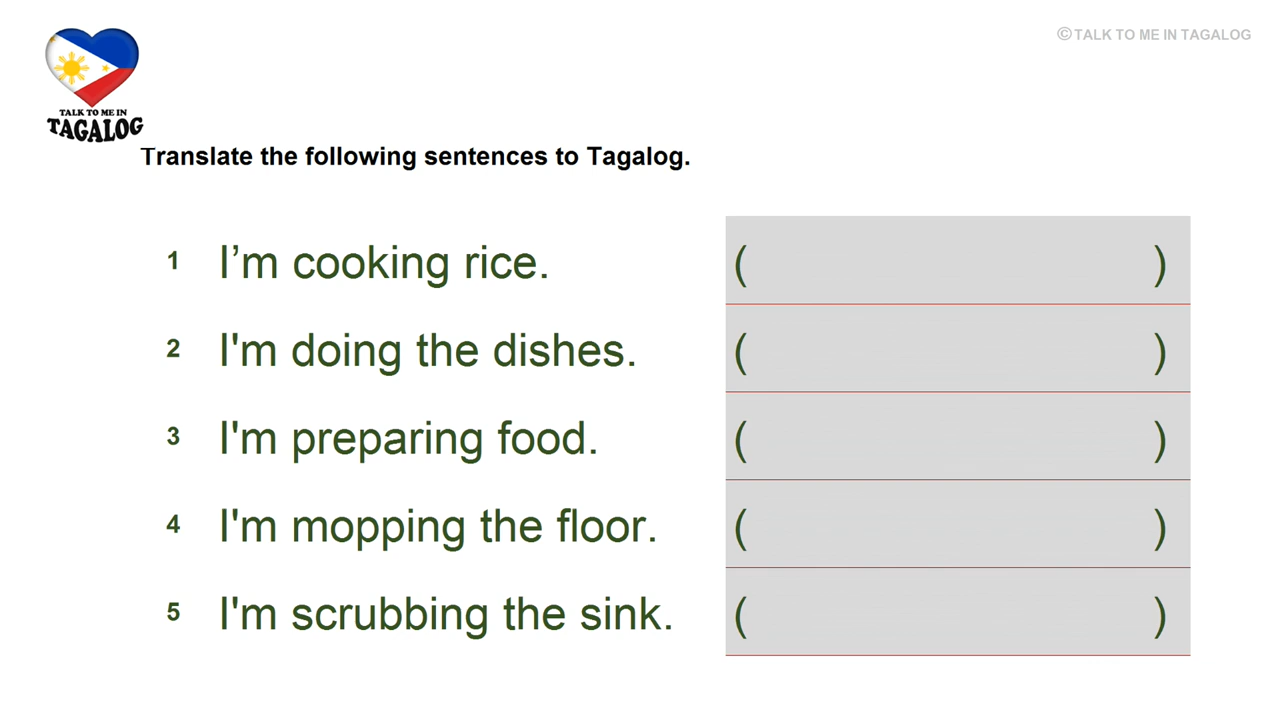 © TALK TO ME IN TAGALOG
TALK TO ME IN
TAGALOG
Translate the following sentences to Tagalog.
1 I’m cooking rice. ( )
2 I'm doing the dishes. ( )
3 I'm preparing food. ( )
4 I'm mopping the floor. ( )
5 I'm scrubbing the sink. ( )